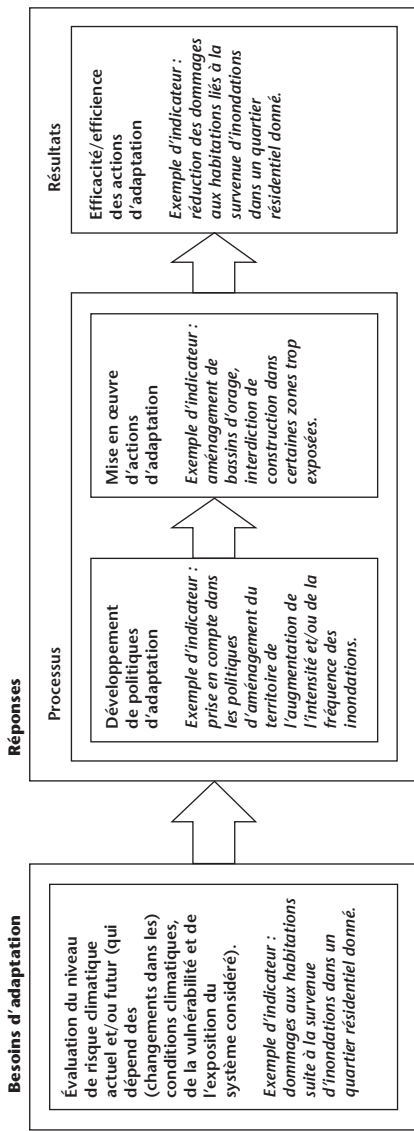 Besoins d'adaptation
Évaluation du niveau
de risque climatique
actuel et/ou futur (qui
dépend des
(changements dans les)
conditions climatiques,
de la vulnérabilité et de
l'exposition du
système considéré).
Exemple d'indicateur :
dommages aux habitations
suite à la survenue
d'inondations dans un
quartier résidentiel donné.
Réponses
Processus
Développement
de politiques
d'adaptation
Exemple d'indicateur :
prise en compte dans
les politiques
d'aménagement du
territoire de
l'augmentation de
l'intensité et/ou de la
fréquence des
inondations.
Mise en œuvre
d'actions
d'adaptation
Exemple d'indicateur :
aménagement de
bassins d'orage,
interdiction de
construction dans
certaines zones trop
exposées.
Résultats
Efficacité/efficience
des actions
d'adaptation
Exemple d'indicateur :
réduction des dommages
aux habitations liés à la
survenue d'inondations
dans un quartier
résidentiel donné.